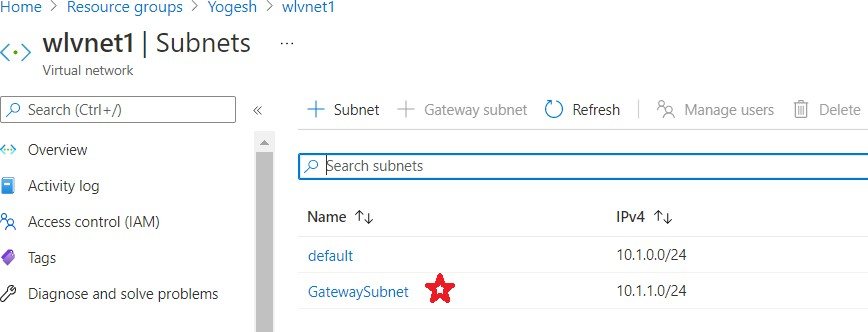 Home > Resource groups > Yogesh > wlvnet1
wlvnet1 | Subnets ...
Virtual network
Search (Ctrl+/) «
+ Subnet + Gateway subnet Refresh Manage users Delete
Overview
Activity log
Access control (IAM)
Tags
Diagnose and solve problems
Search subnets
Name ↑↓ IPv4 ↑↓
default 10.1.0.0/24
GatewaySubnet 10.1.1.0/24